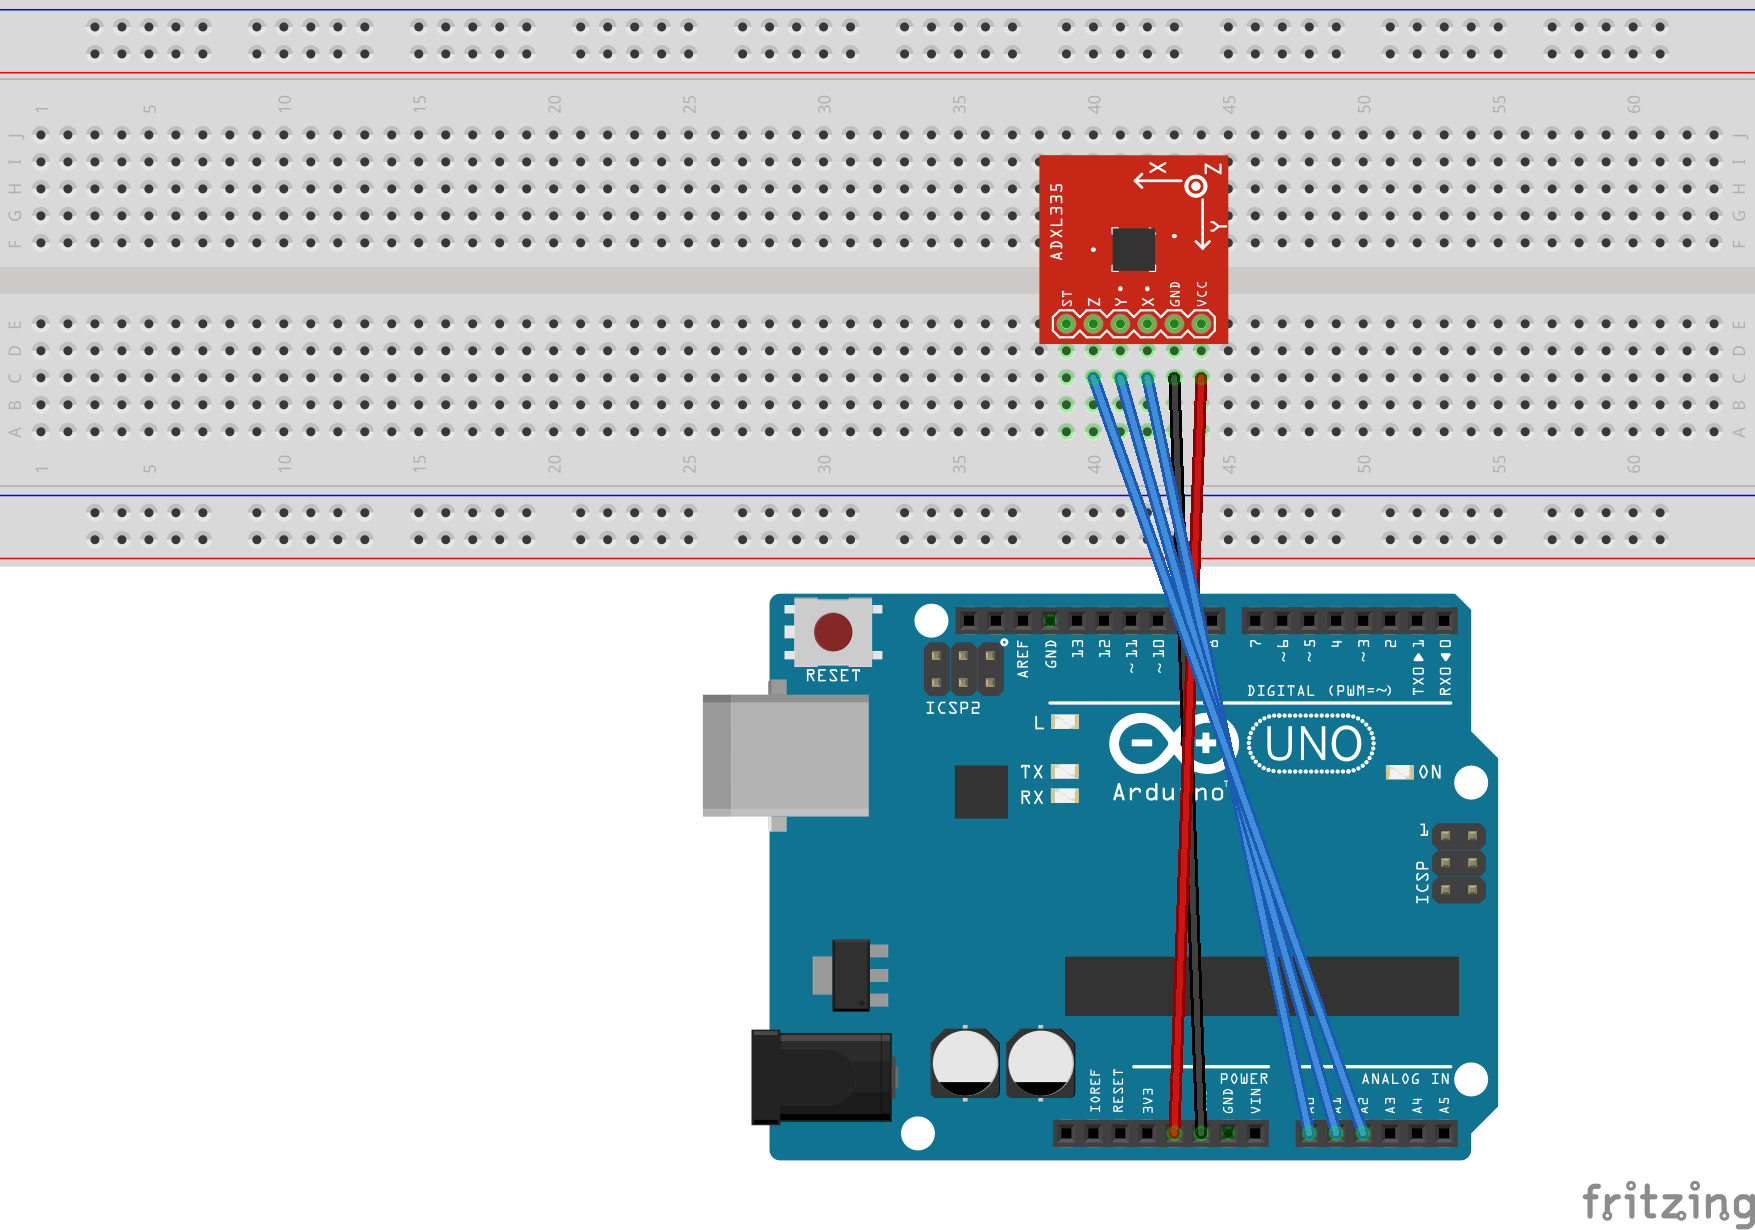 1 5 10 15 20 25 30 35 40 45 50 55 60
J J
I I
H H
G G
F F
ADXL335
X
Z
Y
ST Z Y X GND VCC
E E
D D
C C
B B
A A
1 5 10 15 20 25 30 35 40 45 50 55 60
RESET
ICSP2
AREF GND 13 12 ~11 ~10 8 7 ~6 ~5 4 ~3 2 TX0▶1 RX0◀0
DIGITAL (PWM=~)
L
TX
RX
UNO
ON
Arduino
1
ICSP
POWER
ANALOG IN
IOREF RESET 3V3 GND VIN A0 A1 A2 A3 A4 A5
fritzing